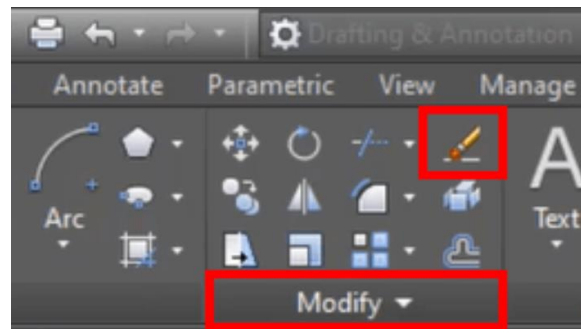 Drafting & Annotation
Annotate Parametric View Manage
A
Arc
Text
Modify